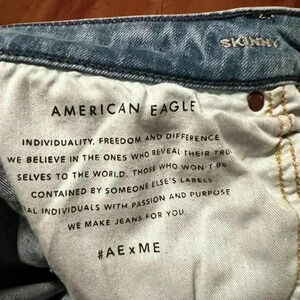 SKINNY
AMERICAN EAGLE
INDIVIDUALITY, FREEDOM AND DIFFERENCE
WE BELIEVE IN THE ONES WHO REVEAL THEIR TRU
SELVES TO THE WORLD. THOSE WHO WON'T BE
CONTAINED BY SOMEONE ELSE'S LABELS
INDIVIDUALS WITH PASSION AND PURPOSE
WE MAKE JEANS FOR YOU.
#AExME